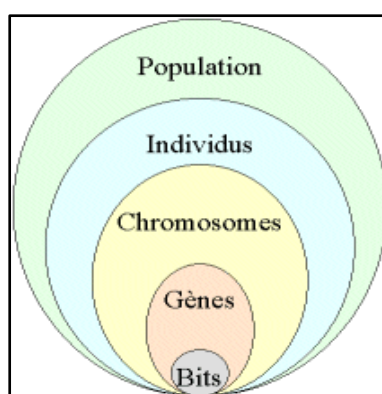 Population
Individus
Chromosomes
Gènes
Bits